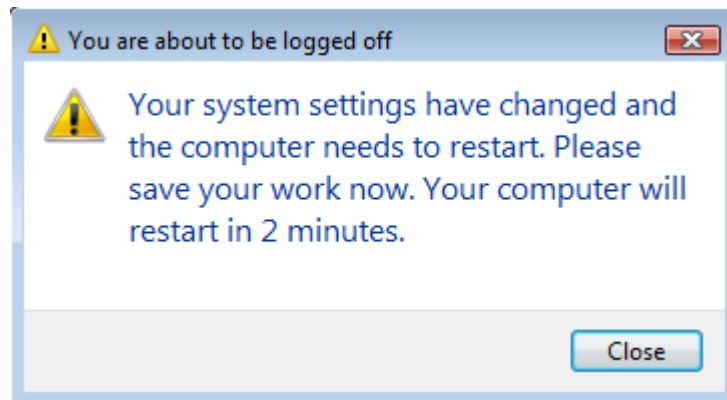 You are about to be logged off
Your system settings have changed and
the computer needs to restart. Please
save your work now. Your computer will
restart in 2 minutes.
Close